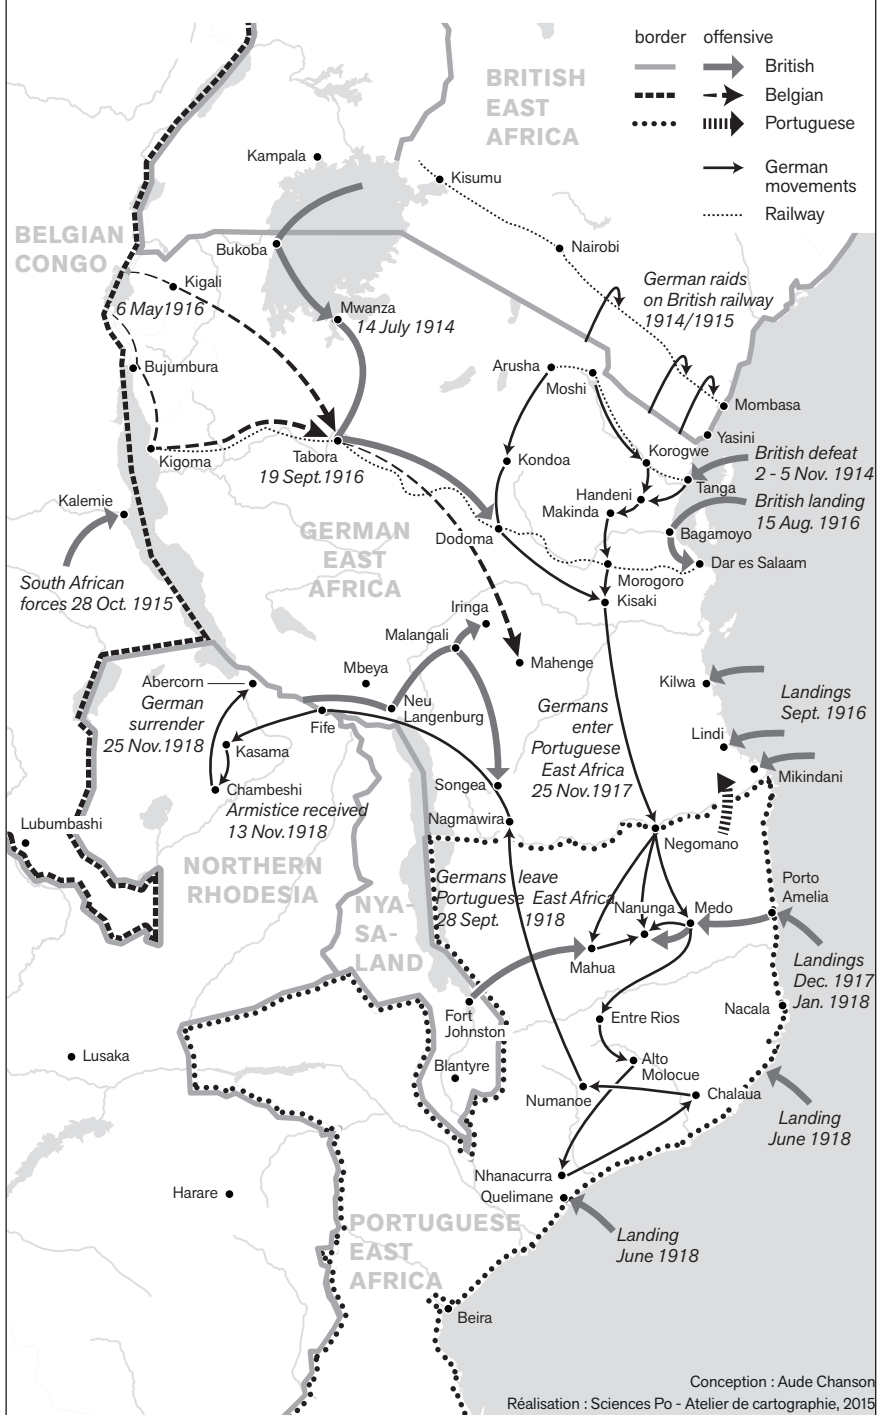 border offensive
British
Belgian
Portuguese
German
movements
Railway
BRITISH
EAST
AFRICA
Kampala
Kisumu
BELGIAN
CONGO
Bukoba
Nairobi
Kigali
6 May1916
German raids
on British railway
1914/1915
Mwanza
14 July 1914
Bujumbura
Arusha
Moshi
Mombasa
Yasini
Kigoma
Tabora
19 Sept.1916
Kondoa
Korogwe
British defeat
2 - 5 Nov. 1914
Tanga
Handeni
Makinda
British landing
15 Aug. 1916
Kalemie
GERMAN
EAST
AFRICA
Dodoma
Bagamoyo
Dar es Salaam
South African
forces 28 Oct. 1915
Morogoro
Kisaki
Iringa
Malangali
Mbeya
Mahenge
Abercorn
German
surrender
25 Nov.1918
Kilwa
Landings
Sept. 1916
Neu
Langenburg
Fife
Germans
enter
Portuguese
East Africa
25 Nov.1917
Lindi
Kasama
Mikindani
Chambeshi
Armistice received
13 Nov.1918
Songea
Nagmawira
Lubumbashi
Negomano
NORTHERN
RHODESIA
Germans leave
Portuguese East Africa
28 Sept. 1918
Porto
Amelia
NYA-
SA-
LAND
Nanunga
Medo
Mahua
Landings
Dec. 1917
Jan. 1918
Fort
Johnston
Entre Rios
Nacala
Lusaka
Blantyre
Alto
Molocue
Numanoe
Chalaua
Landing
June 1918
Nhanacurra
Quelimane
Harare
PORTUGUESE
EAST
AFRICA
Landing
June 1918
Beira
Conception : Aude Chanson
Réalisation : Sciences Po - Atelier de cartographie, 2015